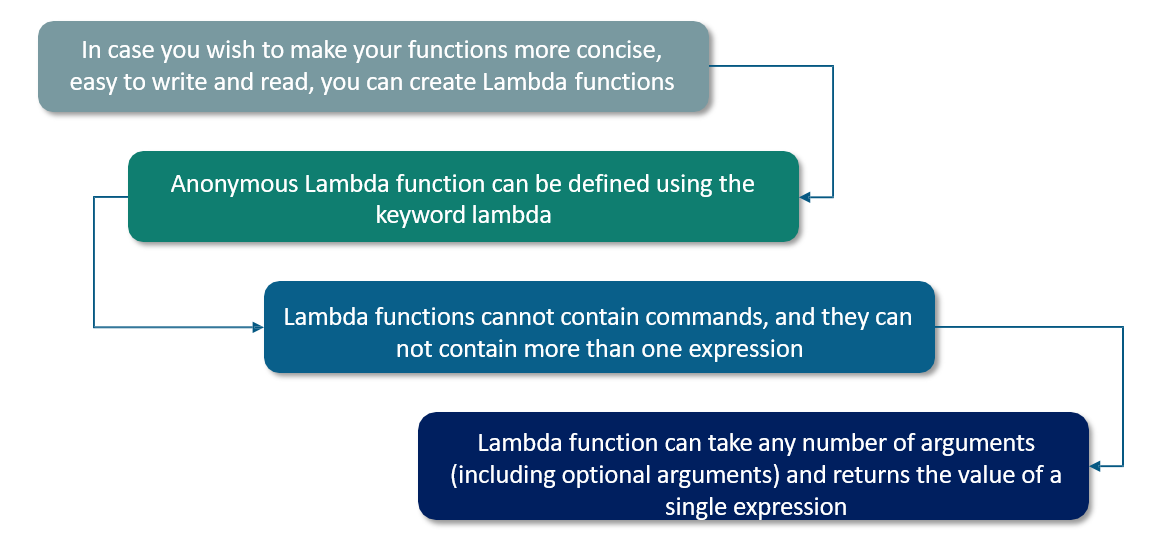 In case you wish to make your functions more concise,
easy to write and read, you can create Lambda functions
Anonymous Lambda function can be defined using the
keyword lambda
Lambda functions cannot contain commands, and they can
not contain more than one expression
Lambda function can take any number of arguments
(including optional arguments) and returns the value of a
single expression